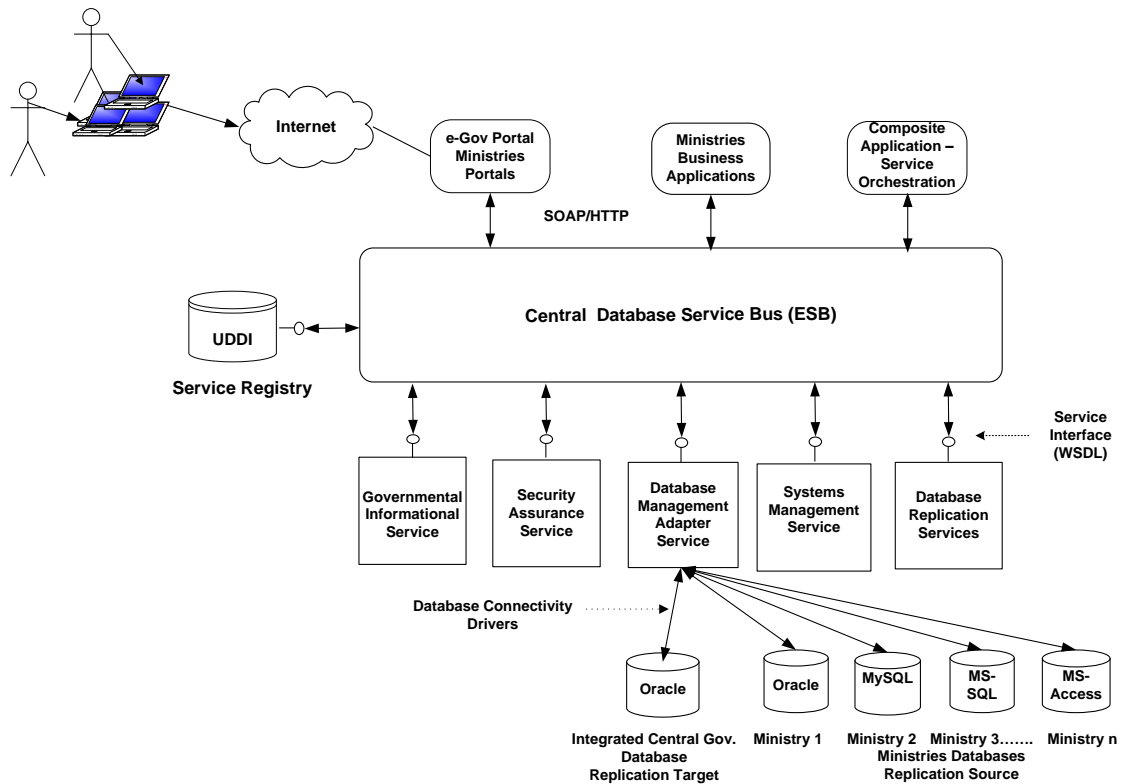 Internet
e-Gov Portal
Ministries
Portals
Ministries
Business
Applications
Composite
Application –
Service
Orchestration
SOAP/HTTP
Central Database Service Bus (ESB)
UDDI
Service Registry
Service
Interface
(WSDL)
Governmental
Informational
Service
Security
Assurance
Service
Database
Management
Adapter
Service
Systems
Management
Service
Database
Replication
Services
Database Connectivity
Drivers
Oracle
Oracle
MySQL
MS-
SQL
MS-
Access
Integrated Central Gov.
Database
Replication Target
Ministry 1
Ministry 2
Ministry 3…….
Ministry n
Ministries Databases
Replication Source